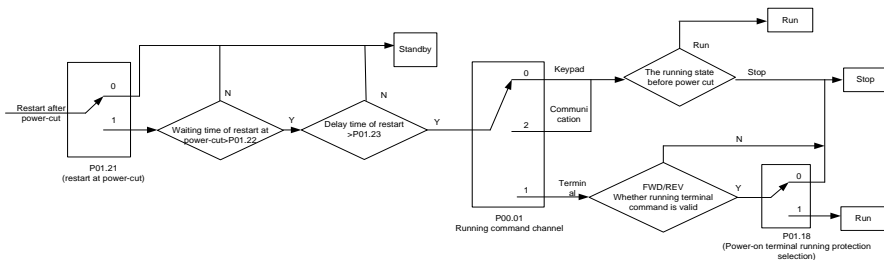 Run
Run
Standby
0
Keypad
The running state
before power cut
Stop
Stop
0
N
N
Communi
cation
Restart after
power-cut
1
Waiting time of restart at
power-cut>P01.22
Y
Delay time of restart
>P01.23
Y
2
N
P01.21
(restart at power-cut)
1
Termin
al
FWD/REV
Whether running terminal
command is valid
Y
0
1
Run
P00.01
Running command channel
P01.18
(Power-on terminal running protection
selection)